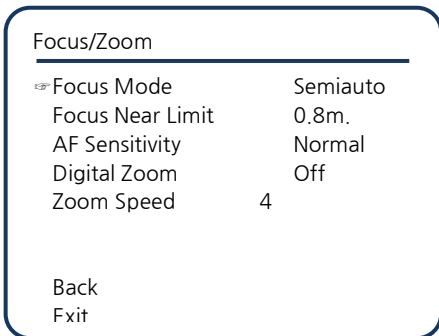 Focus/Zoom
☞Focus Mode Semiauto
Focus Near Limit 0.8m.
AF Sensitivity Normal
Digital Zoom Off
Zoom Speed 4
Back
Exit